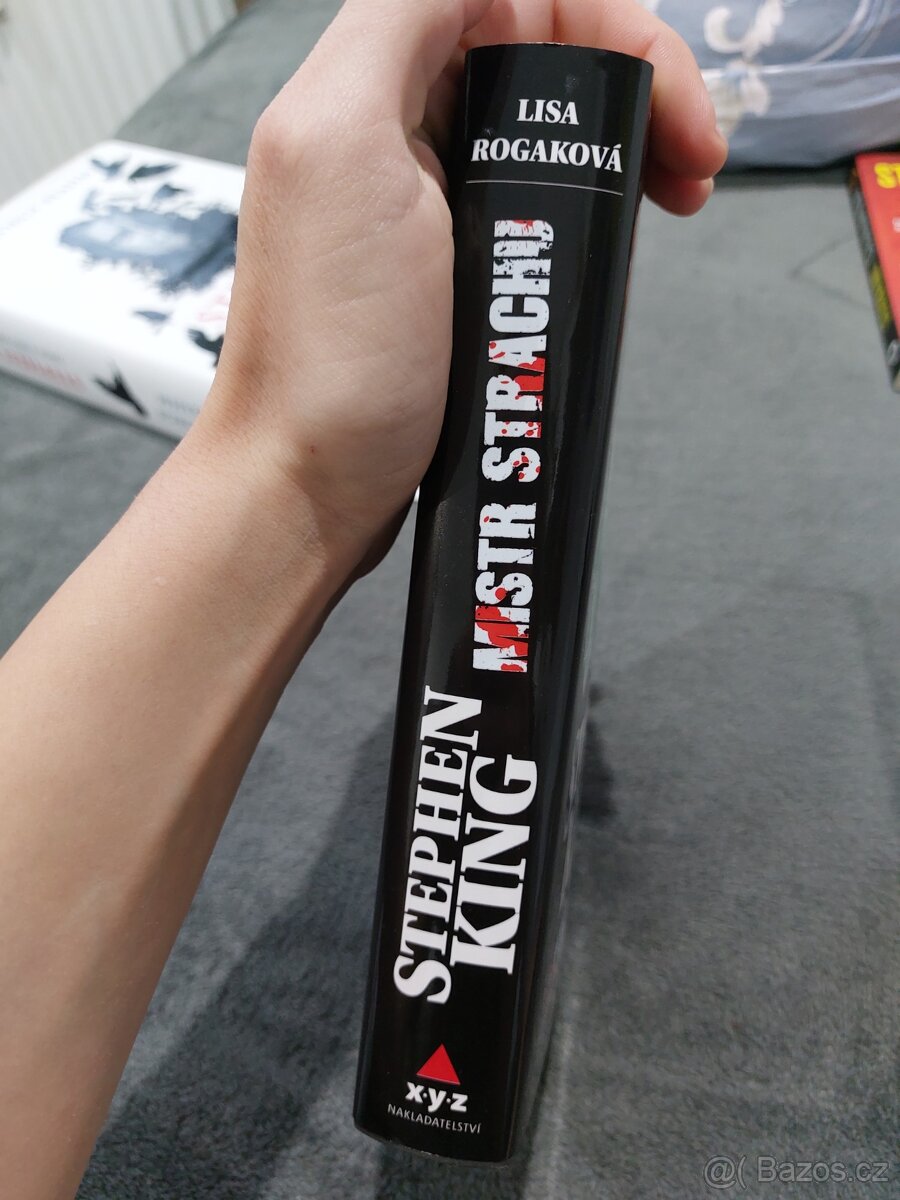 LISA
ROGAKOVÁ
MISTR STRACHU
STEPHEN
KING
x·y·z
NAKLADATELSTVÍ
@( Bazos.cz